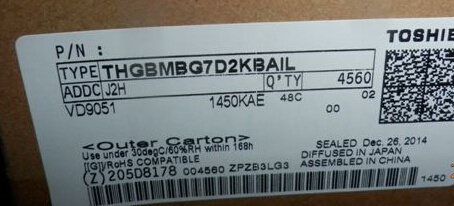 P/N :
TOSHIB
TYPE THGBMBG7D2KBAIL
ADDC J2H Q'TY 4560
VD9051 1450KAE 48C 00 02
<Outer Carton>
Use under 30degC/60%RH within 168h
[[G]]/RoHS COMPATIBLE
(Z)205D8178 004560 ZPZB3LG3
SEALED Dec. 26, 2014
DIFFUSED IN JAPAN
ASSEMBLED IN CHINA
1450